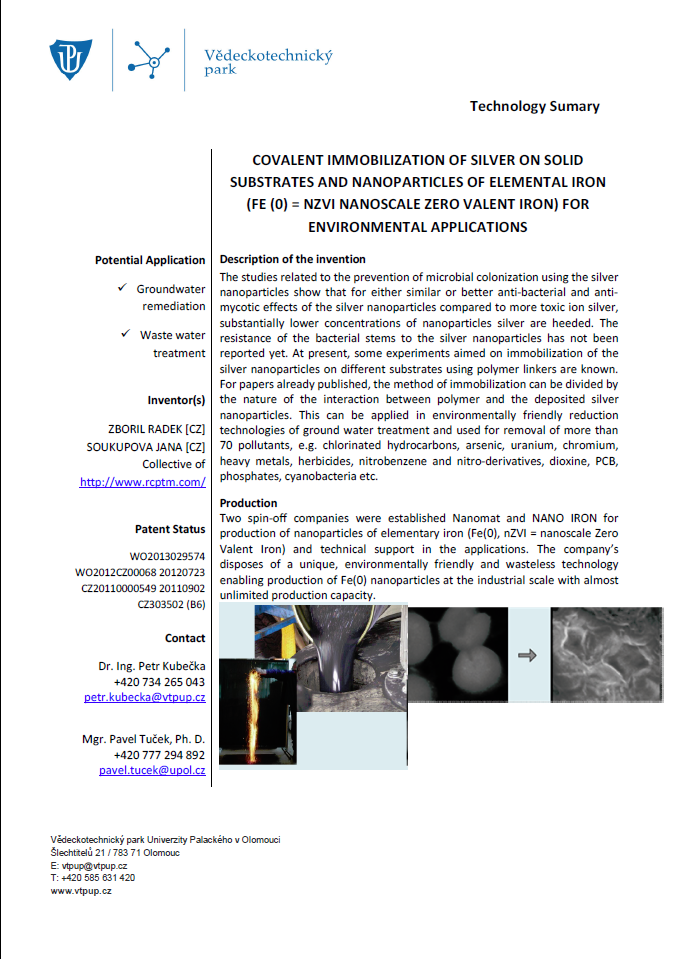 Vědeckotechnický
park
Technology Sumary
COVALENT IMMOBILIZATION OF SILVER ON SOLID
SUBSTRATES AND NANOPARTICLES OF ELEMENTAL IRON
(FE (0) = NZVI NANOSCALE ZERO VALENT IRON) FOR
ENVIRONMENTAL APPLICATIONS
Potential Application
✓ Groundwater
remediation
✓ Waste water
treatment
Inventor(s)
ZBORIL RADEK [CZ]
SOUKUPOVA JANA [CZ]
Collective of
http://www.rcptm.com/
Patent Status
WO2013029574
WO2012CZ00068 20120723
CZ20110000549 20110902
CZ303502 (B6)
Contact
Dr. Ing. Petr Kubečka
+420 734 265 043
petr.kubecka@vtpup.cz
Mgr. Pavel Tuček, Ph. D.
+420 777 294 892
pavel.tucek@upol.cz
Description of the invention
The studies related to the prevention of microbial colonization using the silver
nanoparticles show that for either similar or better anti-bacterial and anti-
mycotic effects of the silver nanoparticles compared to more toxic ion silver,
substantially lower concentrations of nanoparticles silver are heeded. The
resistance of the bacterial stems to the silver nanoparticles has not been
reported yet. At present, some experiments aimed on immobilization of the
silver nanoparticles on different substrates using polymer linkers are known.
For papers already published, the method of immobilization can be divided by
the nature of the interaction between polymer and the deposited silver
nanoparticles. This can be applied in environmentally friendly reduction
technologies of ground water treatment and used for removal of more than
70 pollutants, e.g. chlorinated hydrocarbons, arsenic, uranium, chromium,
heavy metals, herbicides, nitrobenzene and nitro-derivatives, dioxine, PCB,
phosphates, cyanobacteria etc.
Production
Two spin-off companies were established Nanomat and NANO IRON for
production of nanoparticles of elementary iron (Fe(0), nZVI = nanoscale Zero
Valent Iron) and technical support in the applications. The company's
disposes of a unique, environmentally friendly and wasteless technology
enabling production of Fe(0) nanoparticles at the industrial scale with almost
unlimited production capacity.
Vědeckotechnický park Univerzity Palackého v Olomouci
Šlechtitelů 21 / 783 71 Olomouc
E: vtpup@vtpup.cz
T: +420 585 631 420
www.vtpup.cz